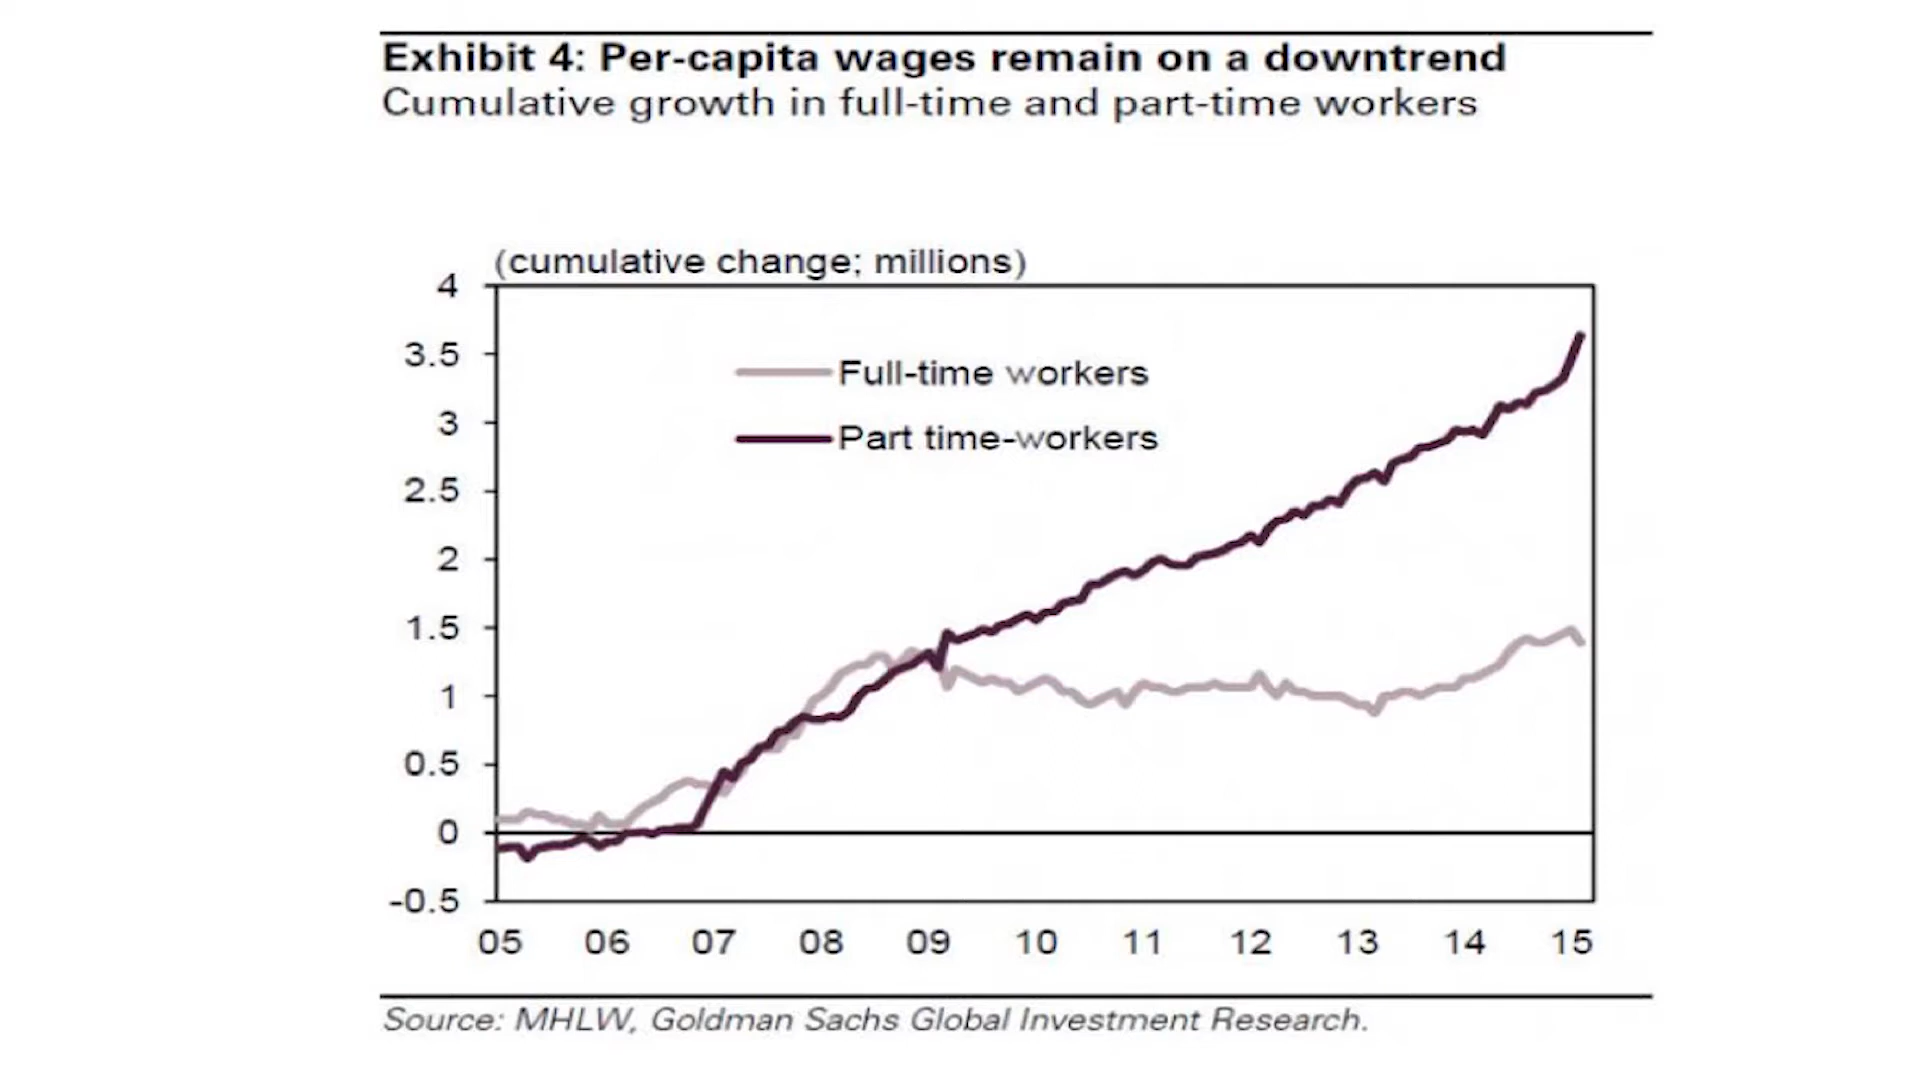 Exhibit 4: Per-capita wages remain on a downtrend
Cumulative growth in full-time and part-time workers
(cumulative change; millions)
4
3.5
3
2.5
2
1.5
1
0.5
0
-0.5
Full-time workers
Part time-workers
05 06 07 08 09 10 11 12 13 14 15
Source: MHLW, Goldman Sachs Global Investment Research.